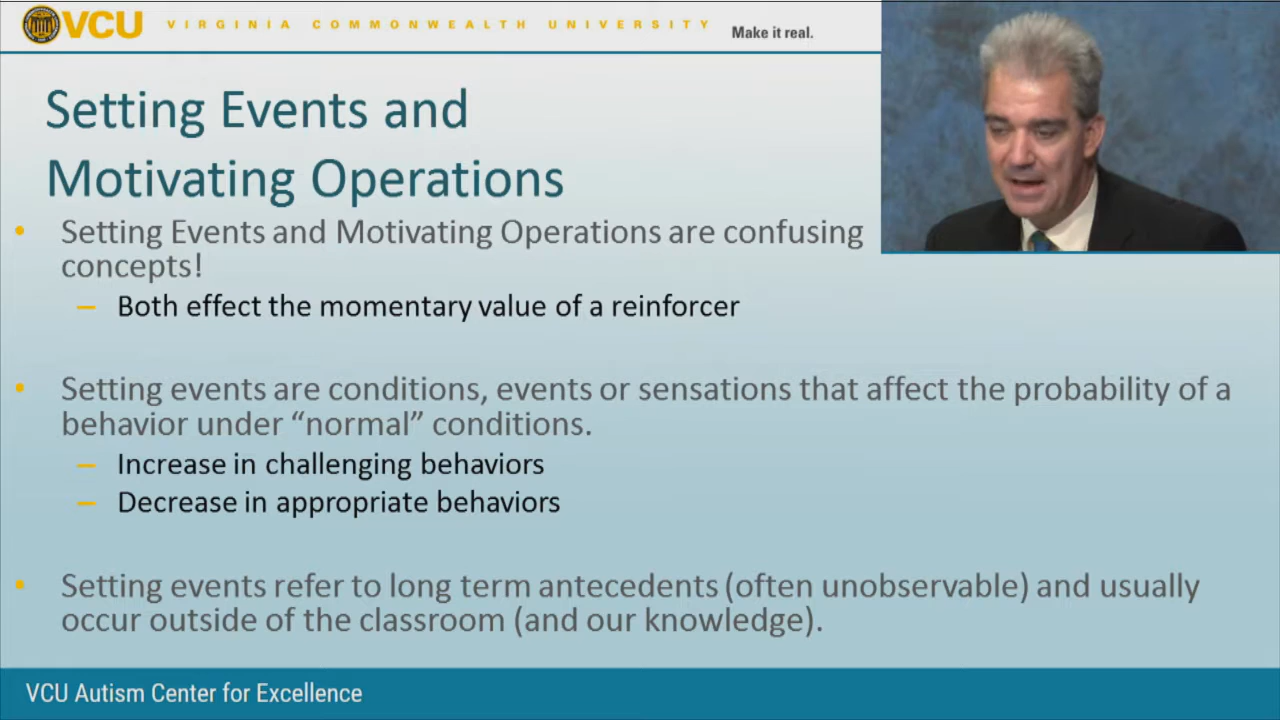 VCU VIRGINIA COMMONWEALTH UNIVERSITY Make it real.
Setting Events and
Motivating Operations
• Setting Events and Motivating Operations are confusing
concepts!
– Both effect the momentary value of a reinforcer
• Setting events are conditions, events or sensations that affect the probability of a
behavior under “normal” conditions.
– Increase in challenging behaviors
– Decrease in appropriate behaviors
• Setting events refer to long term antecedents (often unobservable) and usually
occur outside of the classroom (and our knowledge).
VCU Autism Center for Excellence